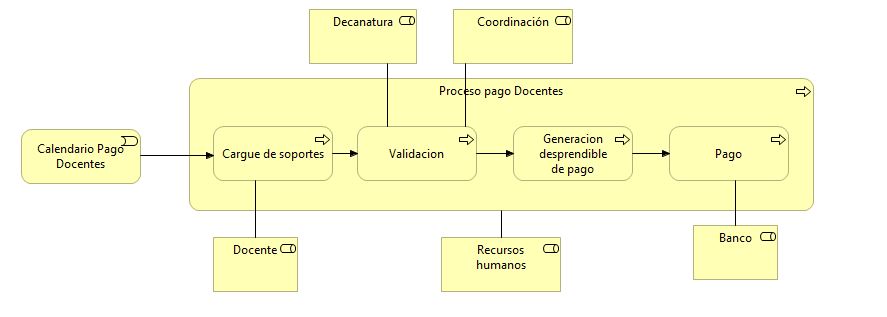 Decanatura
Coordinación
Proceso pago Docentes
Calendario Pago
Docentes
Cargue de soportes
Validacion
Generacion
desprendible
de pago
Pago
Docente
Recursos
humanos
Banco